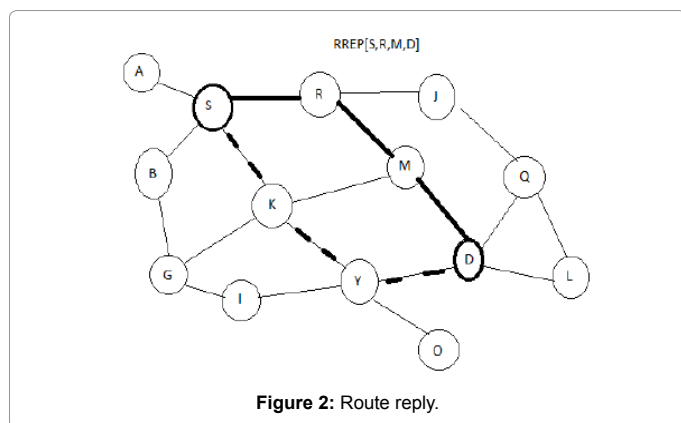 RREP[S,R,M,D]
A
S
R
J
B
M
Q
K
G
I
Y
D
L
O
Figure 2: Route reply.